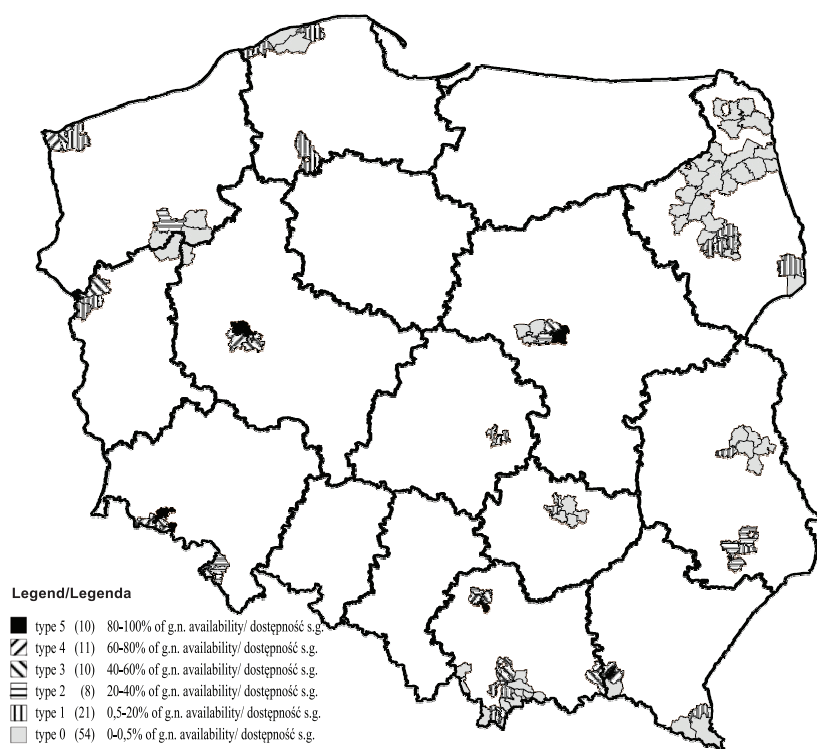 Legend/Legenda
type 5 (10) 80-100% of g.n. availability/ dostępność s.g.
type 4 (11) 60-80% of g.n. availability/ dostępność s.g.
type 3 (10) 40-60% of g.n. availability/ dostępność s.g.
type 2 (8) 20-40% of g.n. availability/ dostępność s.g.
type 1 (21) 0,5-20% of g.n. availability/ dostępność s.g.
type 0 (54) 0-0,5% of g.n. availability/ dostępność s.g.